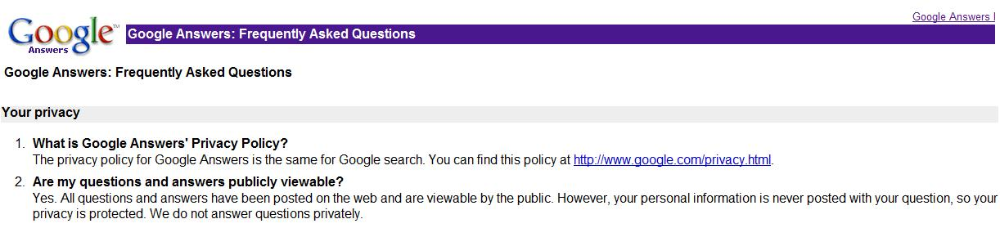 Google Answers l
Google™
Answers
Google Answers: Frequently Asked Questions
Google Answers: Frequently Asked Questions
Your privacy
1. What is Google Answers' Privacy Policy?
The privacy policy for Google Answers is the same for Google search. You can find this policy at http://www.google.com/privacy.html.
2. Are my questions and answers publicly viewable?
Yes. All questions and answers have been posted on the web and are viewable by the public. However, your personal information is never posted with your question, so your
privacy is protected. We do not answer questions privately.